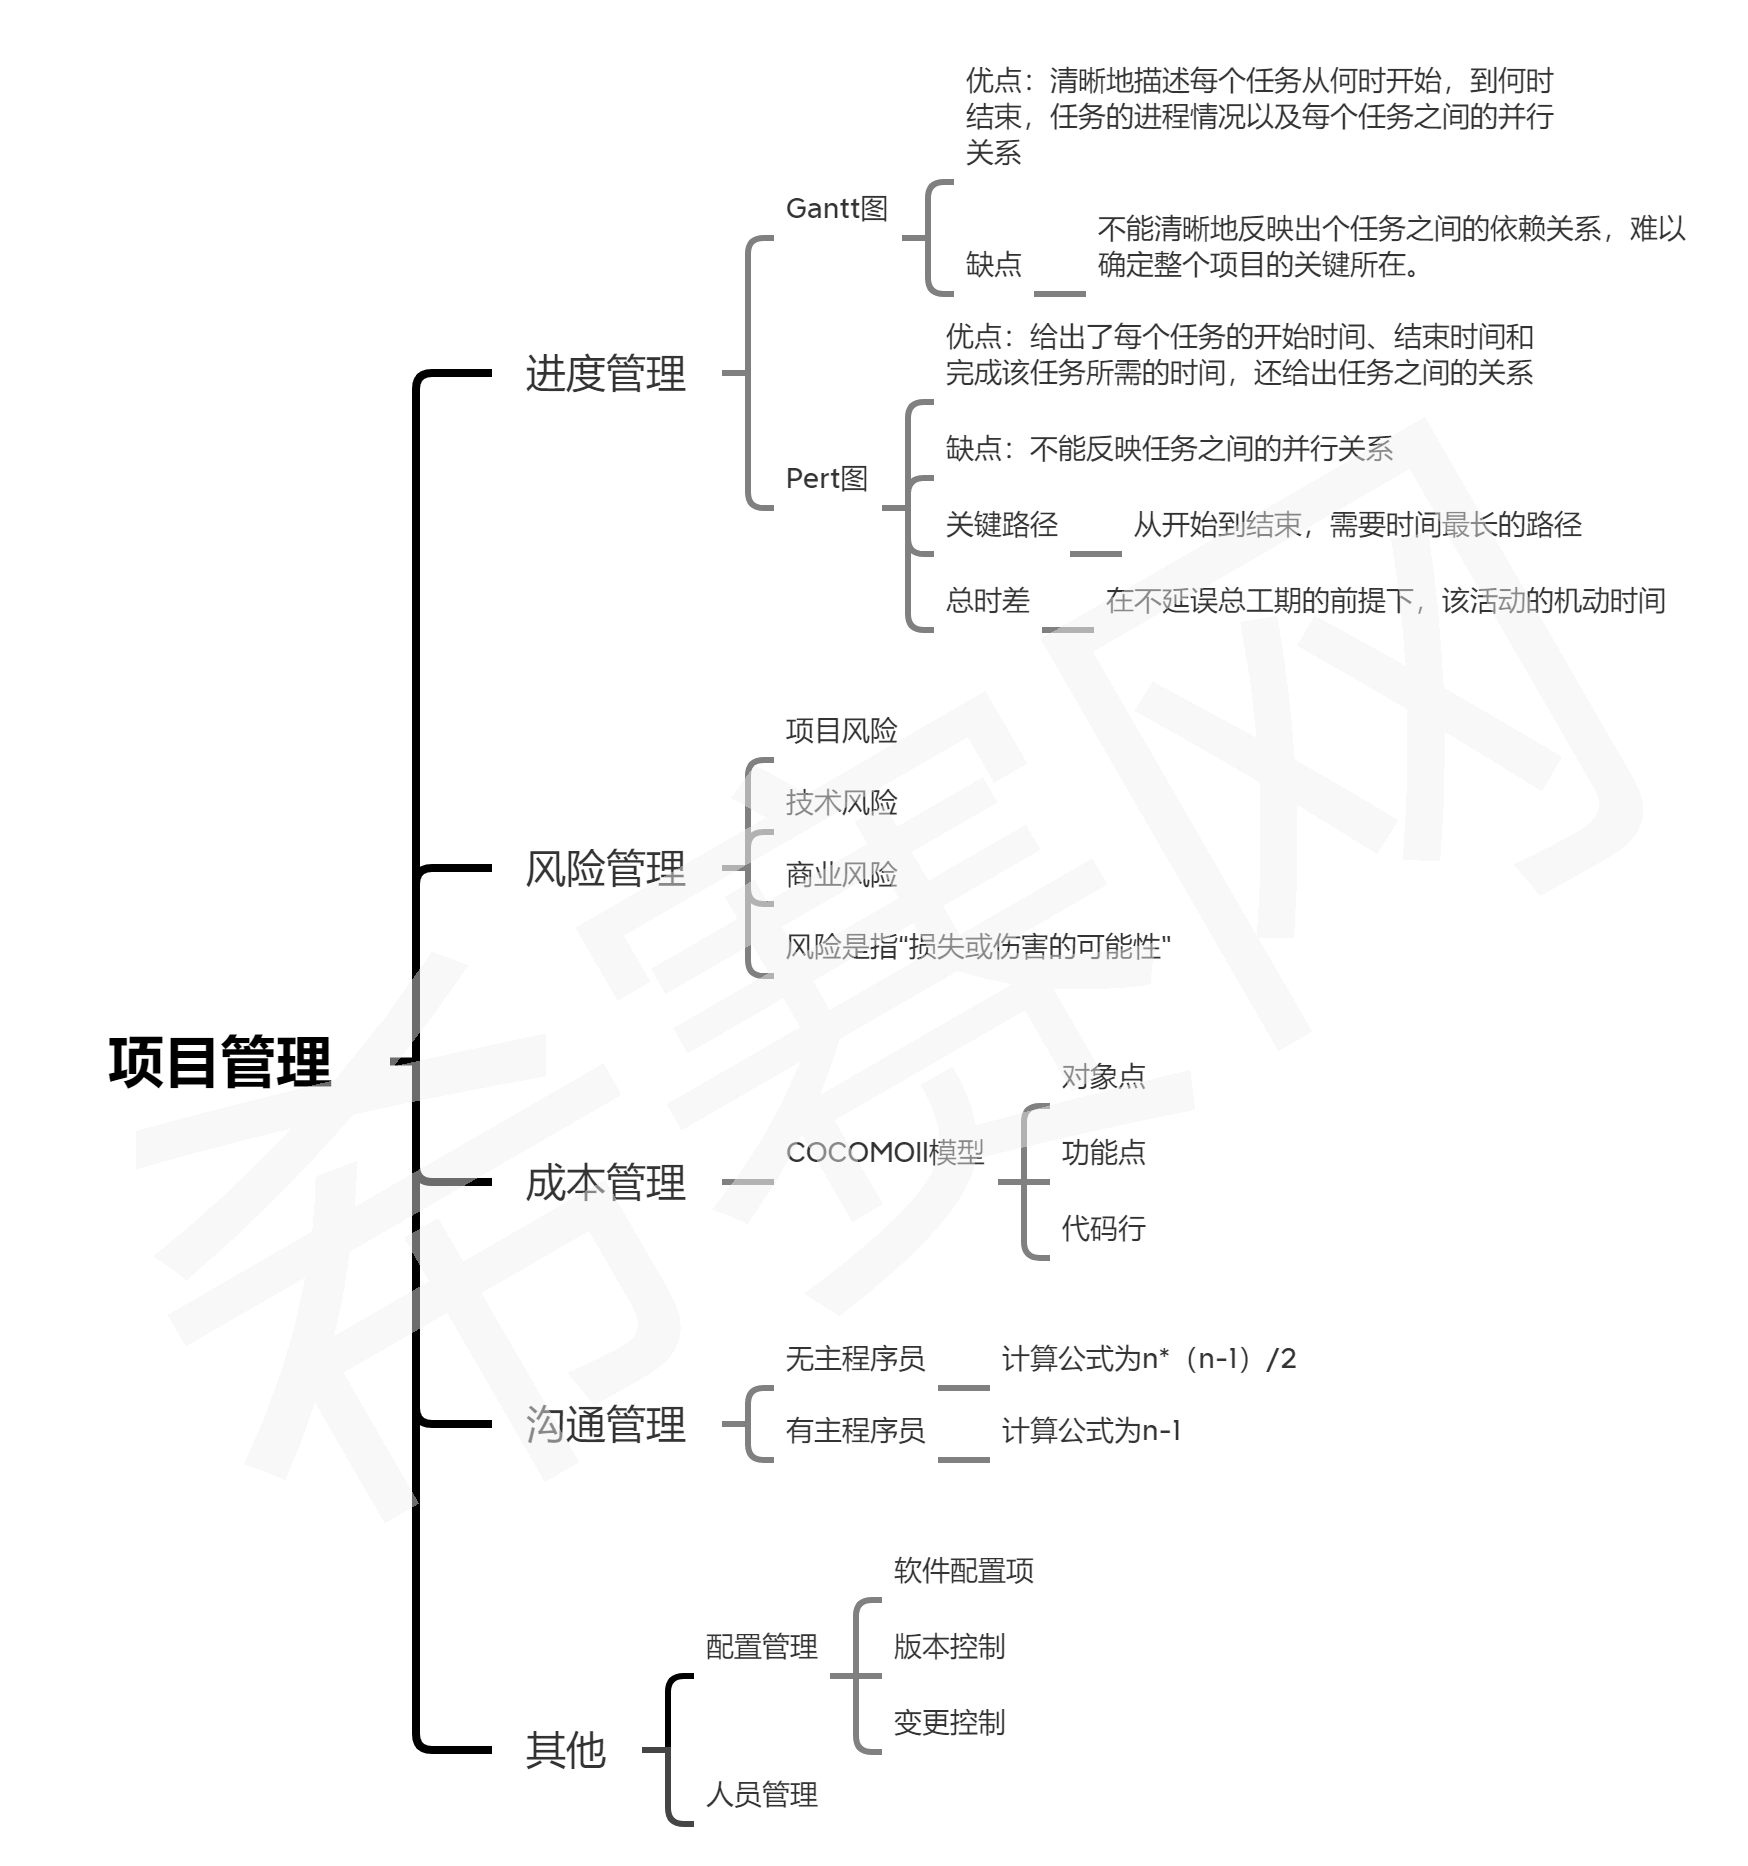 项目管理
进度管理
Gantt图
优点：清晰地描述每个任务从何时开始，到何时
结束，任务的进程情况以及每个任务之间的并行
关系
缺点
不能清晰地反映出个任务之间的依赖关系，难以
确定整个项目的关键所在。
Pert图
优点：给出了每个任务的开始时间、结束时间和
完成该任务所需的时间，还给出任务之间的关系
缺点：不能反映任务之间的并行关系
关键路径
从开始到结束，需要时间最长的路径
总时差
在不延误总工期的前提下，该活动的机动时间
风险管理
项目风险
技术风险
商业风险
风险是指“损失或伤害的可能性"
成本管理
COCOMOII模型
对象点
功能点
代码行
沟通管理
无主程序员
计算公式为n*（n-1）/2
有主程序员
计算公式为n-1
其他
配置管理
软件配置项
版本控制
变更控制
人员管理
希赛网